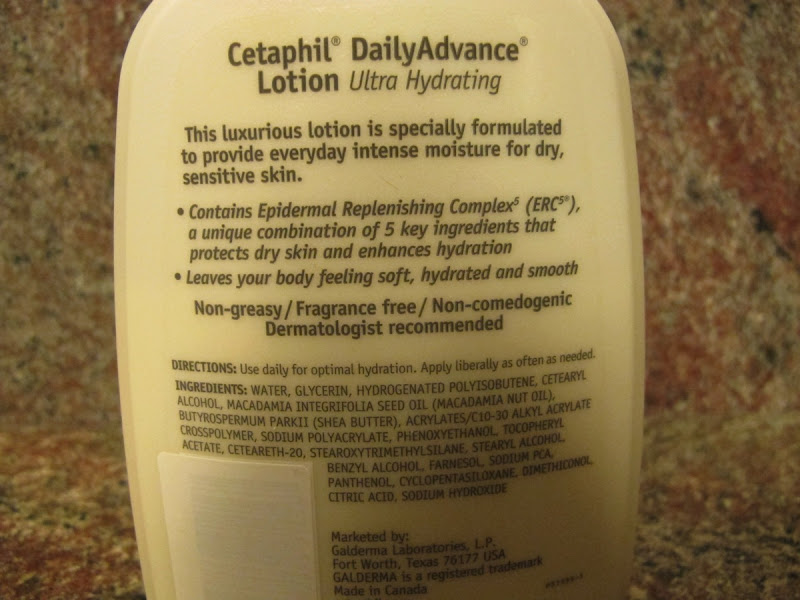 Cetaphil® DailyAdvance®
Lotion Ultra Hydrating
This luxurious lotion is specially formulated
to provide everyday intense moisture for dry,
sensitive skin.
• Contains Epidermal Replenishing Complex⁵ (ERC⁵®),
a unique combination of 5 key ingredients that
protects dry skin and enhances hydration
• Leaves your body feeling soft, hydrated and smooth
Non-greasy / Fragrance free / Non-comedogenic
Dermatologist recommended
DIRECTIONS: Use daily for optimal hydration. Apply liberally as often as needed.
INGREDIENTS: WATER, GLYCERIN, HYDROGENATED POLYISOBUTENE, CETEARYL
ALCOHOL, MACADAMIA INTEGRIFOLIA SEED OIL (MACADAMIA NUT OIL),
BUTYROSPERMUM PARKII (SHEA BUTTER), ACRYLATES/C10-30 ALKYL ACRYLATE
CROSSPOLYMER, SODIUM POLYACRYLATE, PHENOXYETHANOL, TOCOPHERYL
ACETATE, CETEARETH-20, STEAROXYTRIMETHYLSILANE, STEARYL ALCOHOL,
BENZYL ALCOHOL, FARNESOL, SODIUM PCA,
PANTHENOL, CYCLOPENTASILOXANE, DIMETHICONOL,
CITRIC ACID, SODIUM HYDROXIDE
Marketed by:
Galderma Laboratories, L.P.
Fort Worth, Texas 76177 USA
GALDERMA is a registered trademark
Made in Canada